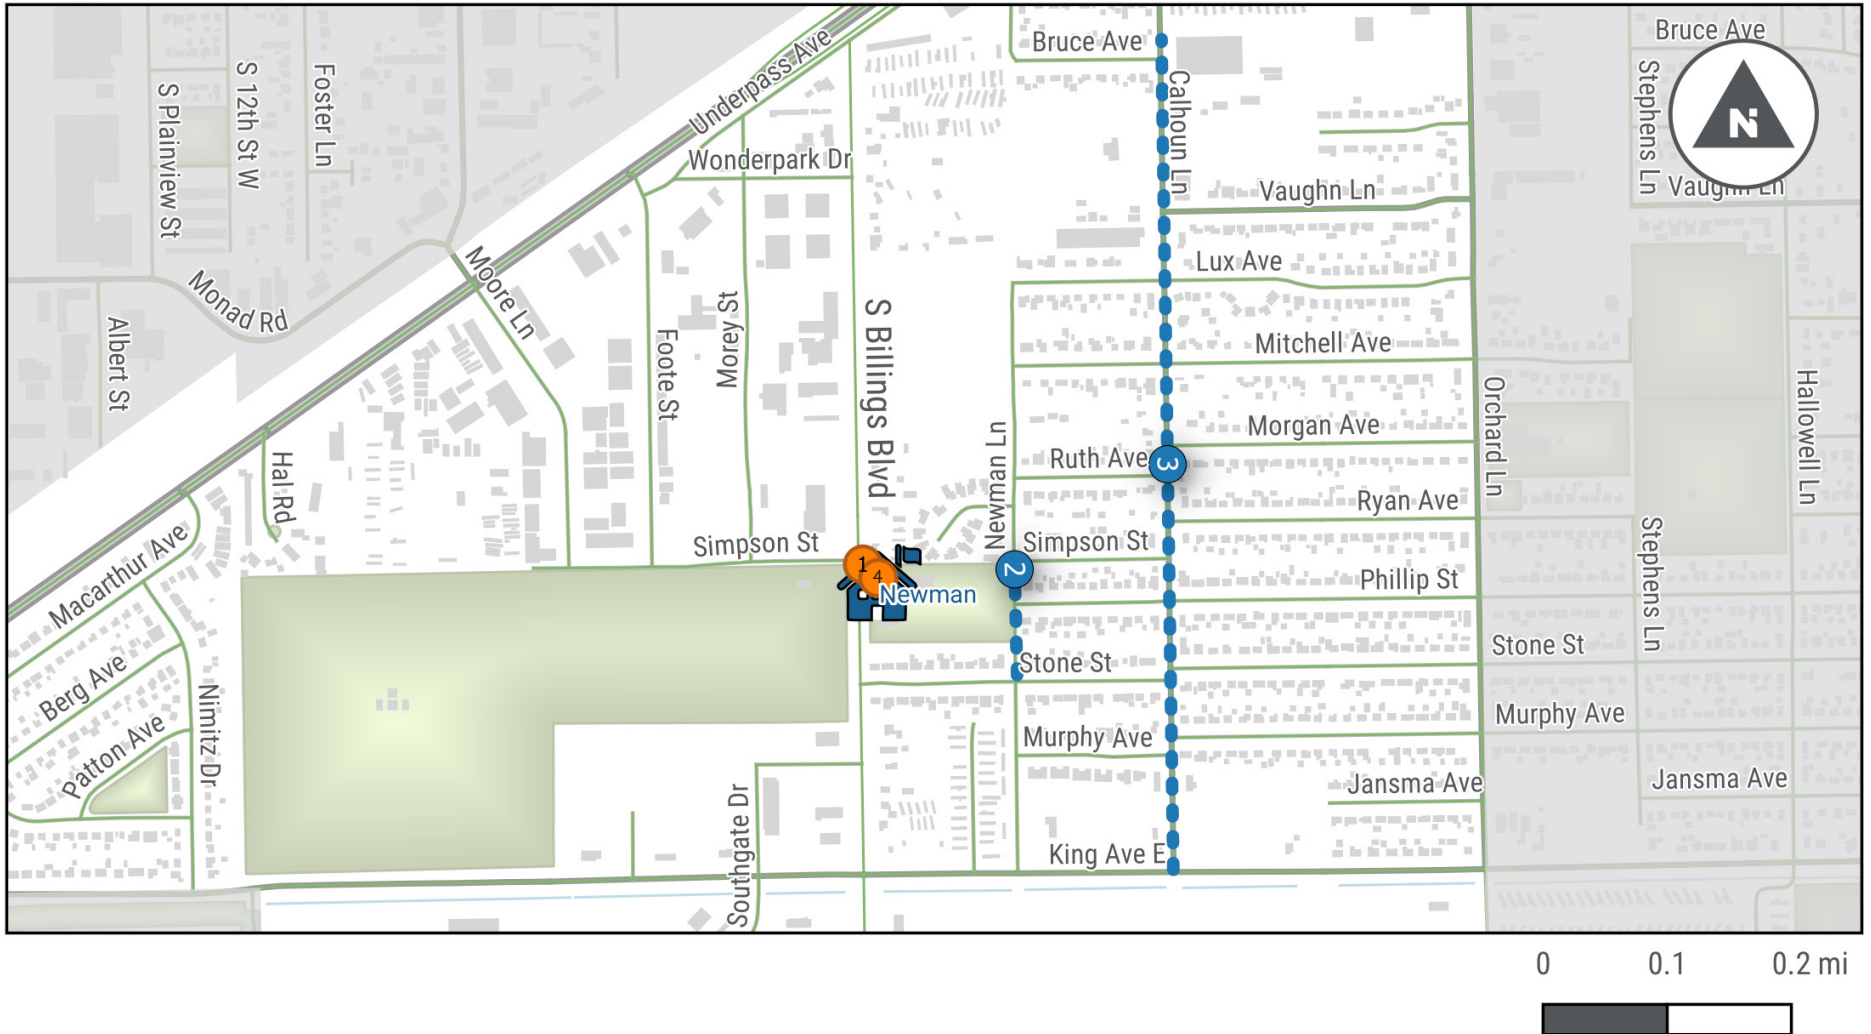 Bruce Ave
Bruce Ave
Underpass Ave
S Plainview St
S 12th St W
Foster Ln
Calhoun Ln
Stephens Ln
N
Wonderpark Dr
Vaughn Ln
Vaughn Ln
Lux Ave
Moore Ln
Monad Rd
Albert St
Foote St
Morey St
S Billings Blvd
Mitchell Ave
Orchard Ln
Hallowell Ln
Morgan Ave
Newman Ln
Ruth Ave
3
Hal Rd
Ryan Ave
Simpson St
Simpson St
Macarthur Ave
1
4
Newman
2
Phillip St
Stephens Ln
Stone St
Stone St
Berg Ave
Nimitz Dr
Murphy Ave
Murphy Ave
Patton Ave
Jansma Ave
Jansma Ave
Southgate Dr
King Ave E
0 0.1 0.2 mi